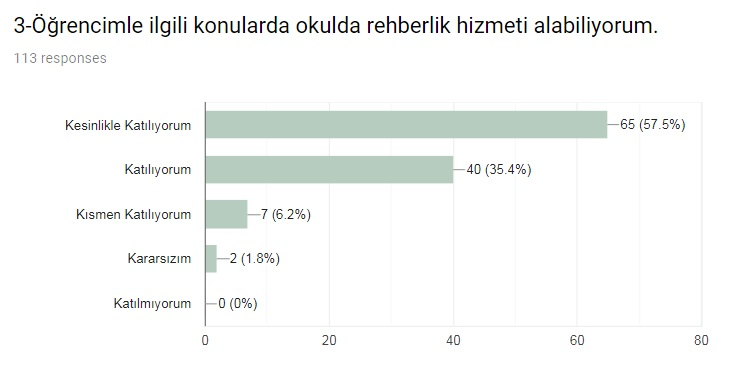 3-Öğrencimle ilgili konularda okulda rehberlik hizmeti alabiliyorum.
113 responses
Kesinlikle Katılıyorum 65 (57.5%)
Katılıyorum 40 (35.4%)
Kısmen Katılıyorum 7 (6.2%)
Kararsızım 2 (1.8%)
Katılmıyorum 0 (0%)
0 20 40 60 80